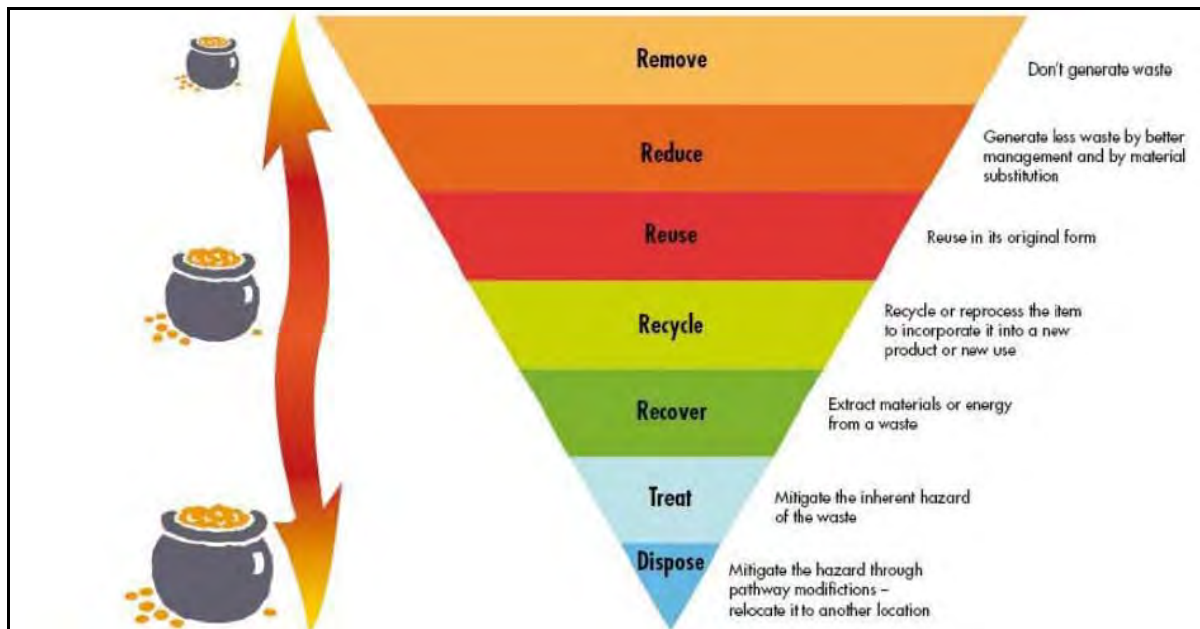 Remove
Don't generate waste
Reduce
Generate less waste by better
management and by material
substitution
Reuse
Reuse in its original form
Recycle
Recycle or reprocess the item
to incorporate it into a new
product or new use
Recover
Extract materials or energy
from a waste
Treat
Mitigate the inherent hazard
of the waste
Dispose
Mitigate the hazard through
pathway modifictions –
relocate it to another location